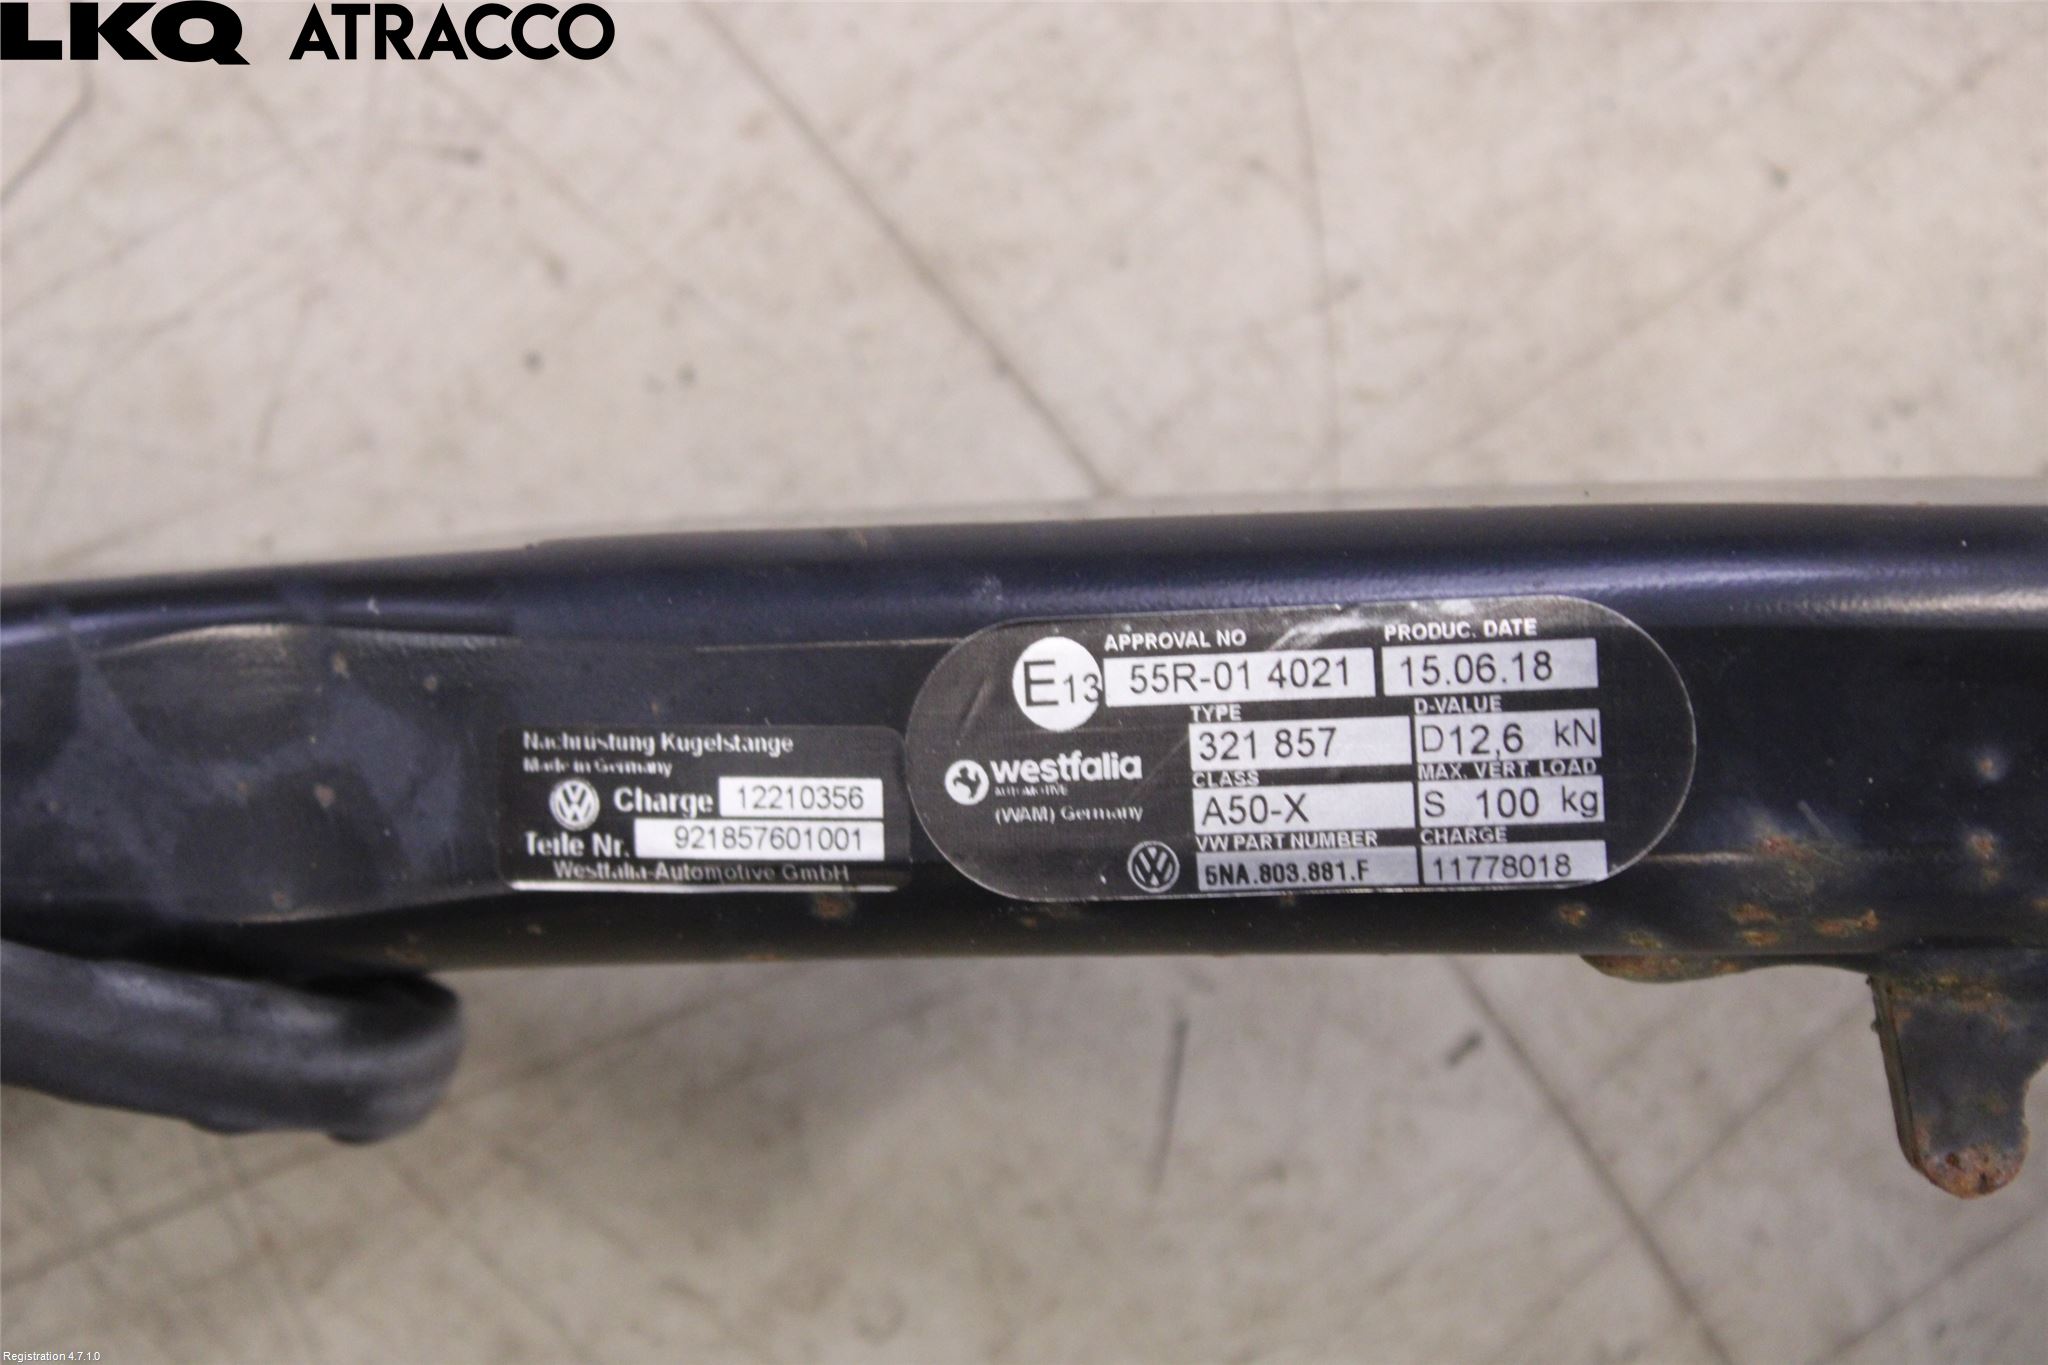 LKQ ATRACCO
Nachrüstung Kugelstange
Made in Germany
Charge 12210356
Teile Nr. 921857601001
Westfalia-Automotive GmbH
E13
APPROVAL NO
55R-01 4021
PRODUC. DATE
15.06.18
TYPE
321 857
D-VALUE
D12,6 kN
westfalia
AUTOMOTIVE
(WAM) Germany
CLASS
A50-X
MAX. VERT. LOAD
S 100 kg
VW PART NUMBER
5NA.803.881.F
CHARGE
11778018
Registration 4.7.1.0